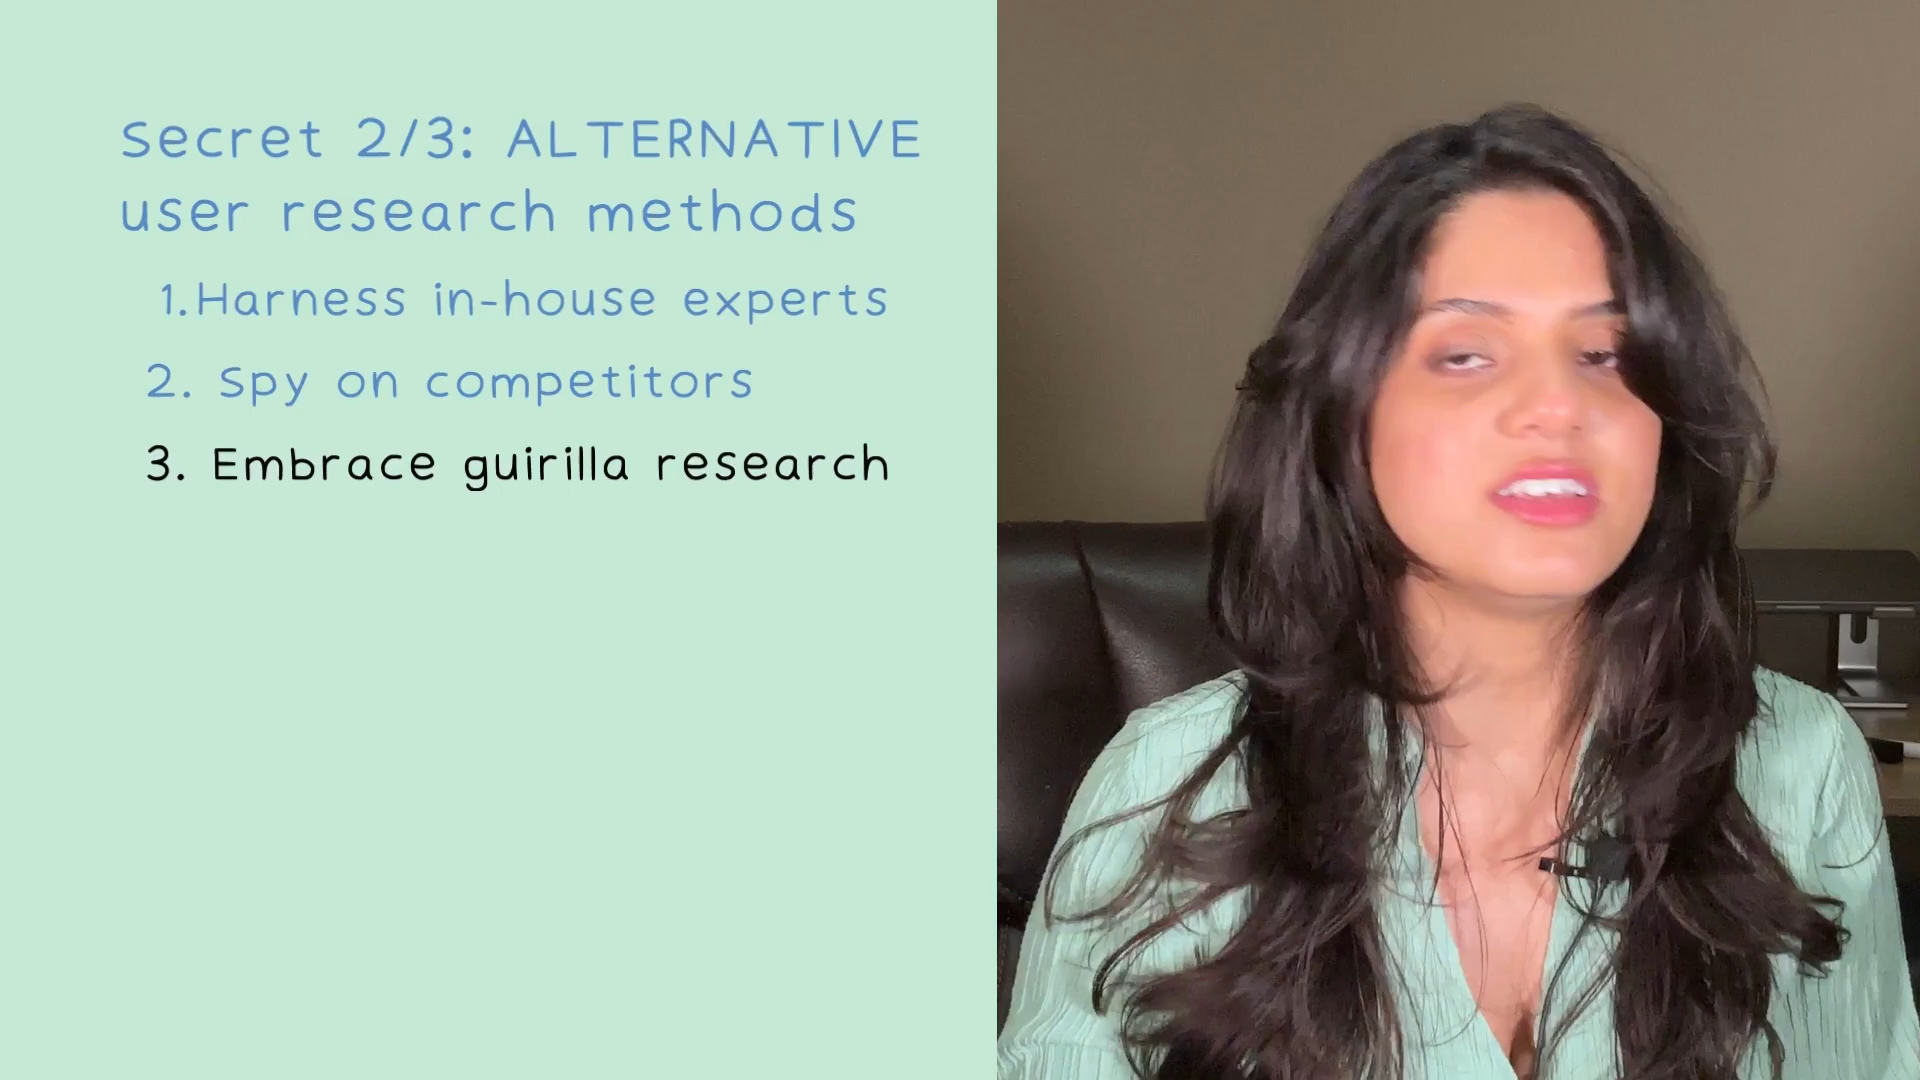 Secret 2/3: ALTERNATIVE
user research methods
1.Harness in-house experts
2. Spy on competitors
3. Embrace guirilla research